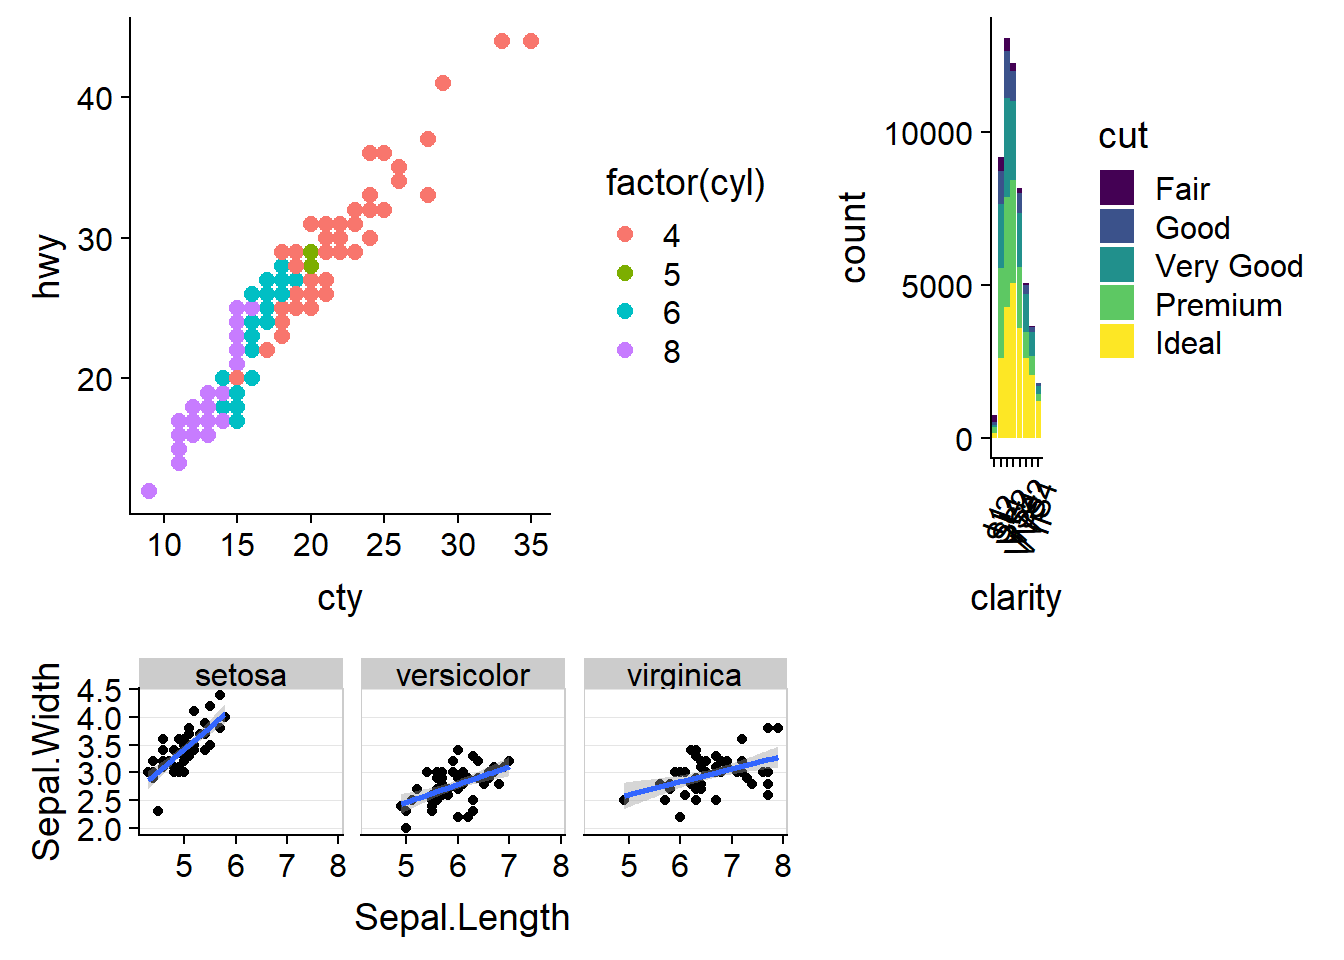 hwy
40
30
20
10 15 20 25 30 35
cty
factor(cyl)
4
5
6
8
count
10000
5000
0
clarity
cut
Fair
Good
Very Good
Premium
Ideal
setosa versicolor virginica
Sepal.Width
4.5
4.0
3.5
3.0
2.5
2.0
5 6 7 8 5 6 7 8 5 6 7 8
Sepal.Length